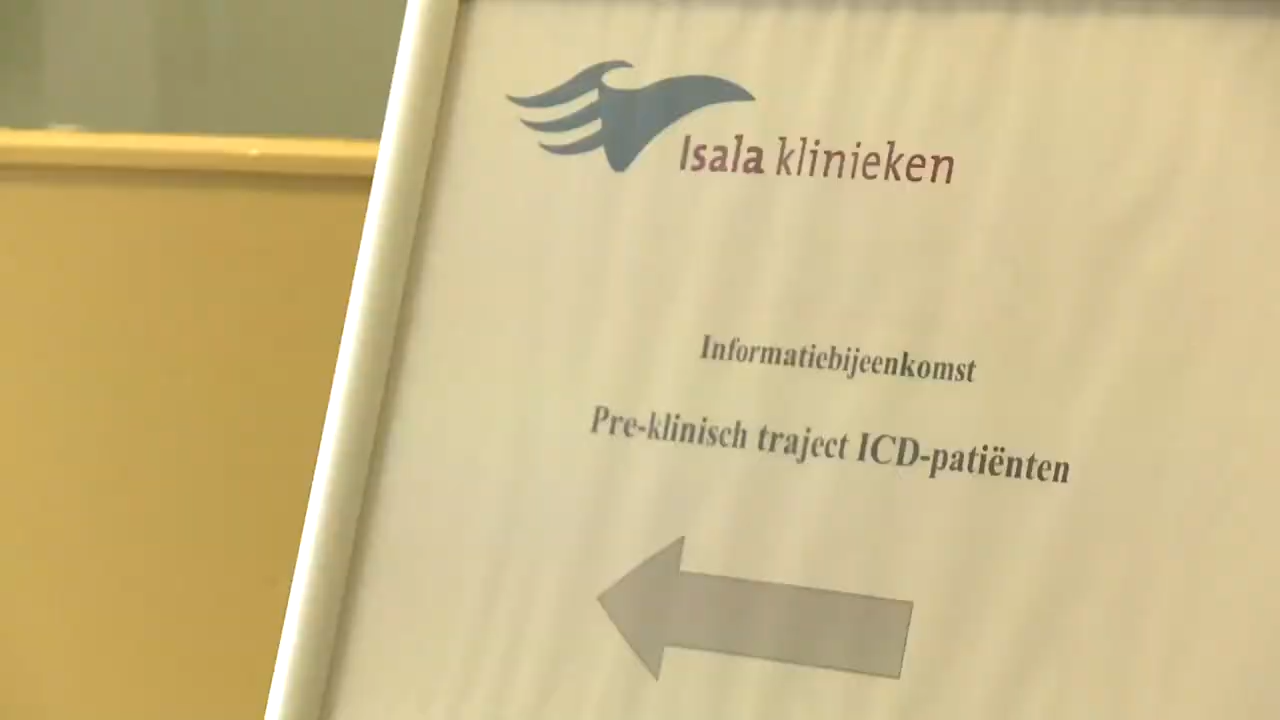 Isala klinieken
Informatiebijeenkomst
Pre-klinisch traject ICD-patiënten